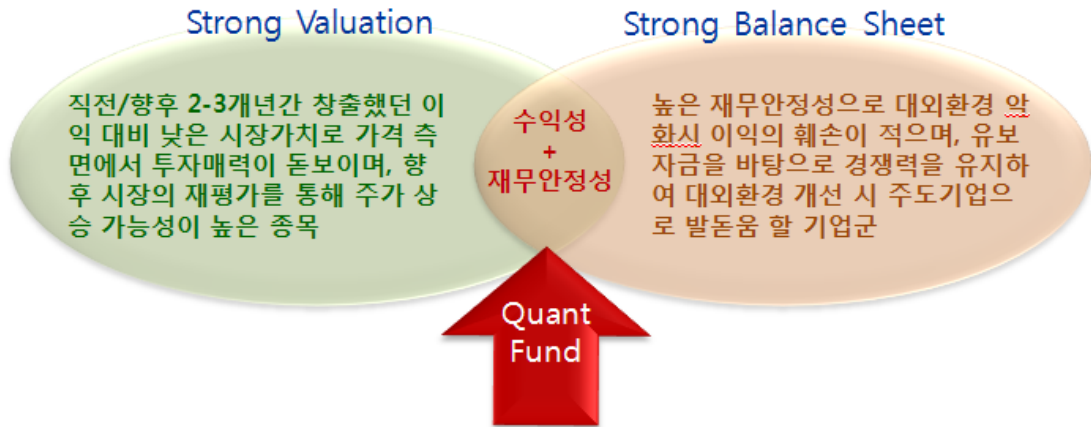 Strong Valuation
Strong Balance Sheet
직전/향후 2-3개년간 창출했던 이
익 대비 낮은 시장가치로 가격 측
면에서 투자매력이 돋보이며, 향
후 시장의 재평가를 통해 주가 상
승 가능성이 높은 종목
수익성
+
재무안정성
높은 재무안정성으로 대외환경 악
화시 이익의 훼손이 적으며, 유보
자금을 바탕으로 경쟁력을 유지하
여 대외환경 개선 시 주도기업으
로 발돋움 할 기업군
Quant
Fund